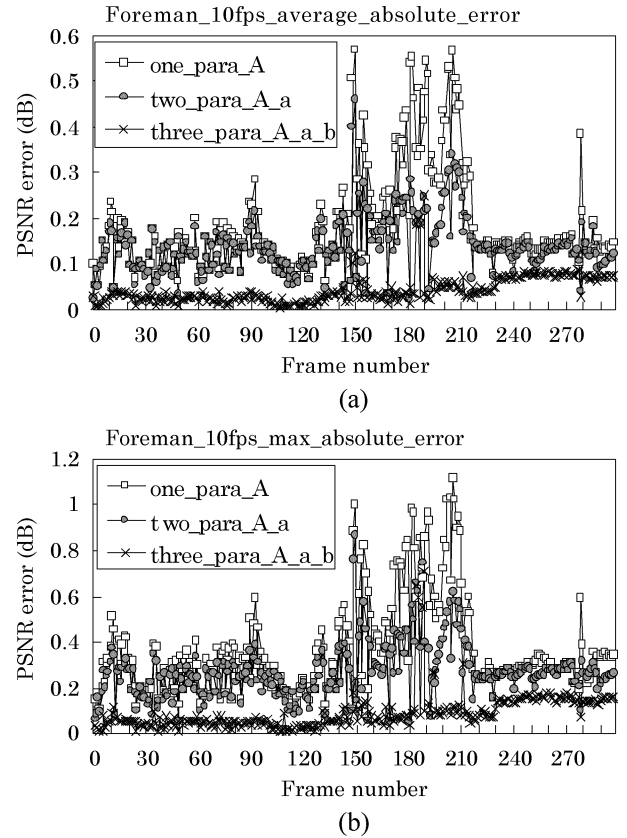 Foreman_10fps_average_absolute_error
0.6
0.5
0.4
0.3
0.2
0.1
0
PSNR error (dB)
one_para_A
two_para_A_a
three_para_A_a_b
0 30 60 90 120 150 180 210 240 270
Frame number
(a)
Foreman_10fps_max_absolute_error
1.2
1
0.8
0.6
0.4
0.2
0
PSNR error (dB)
one_para_A
two_para_A_a
three_para_A_a_b
0 30 60 90 120 150 180 210 240 270
Frame number
(b)